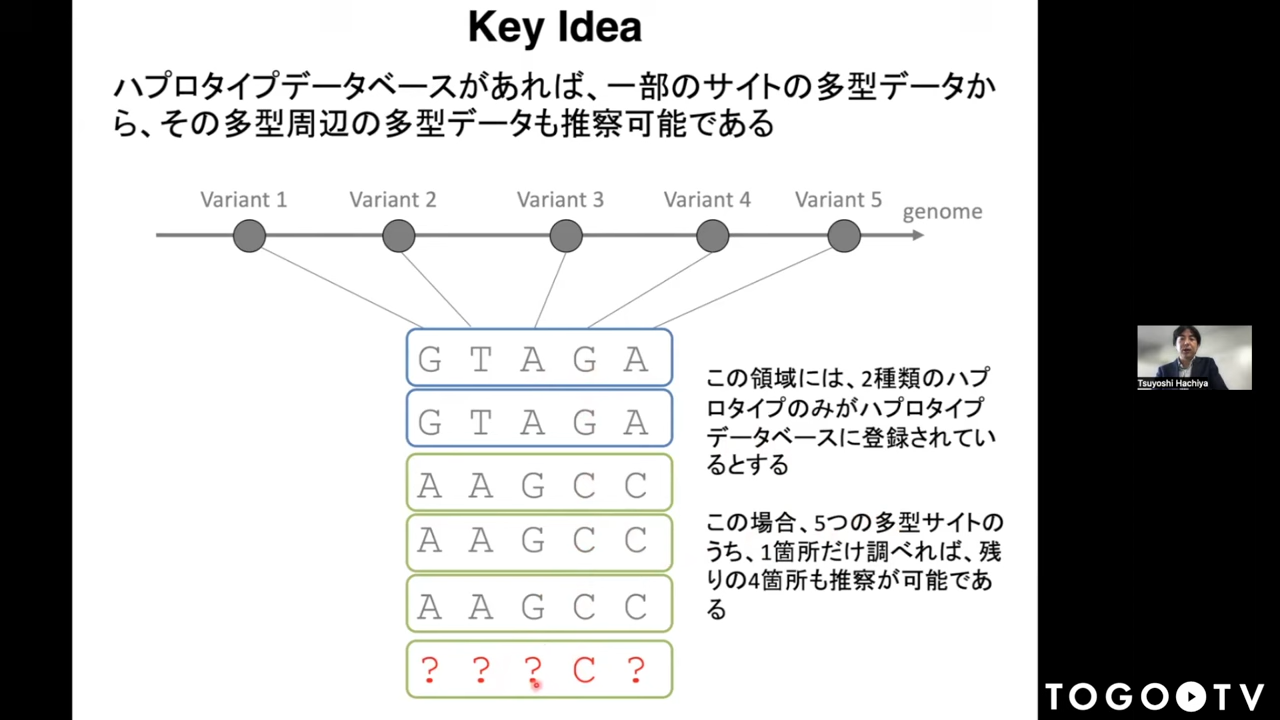 Key Idea
ハプロタイプデータベースがあれば、一部のサイトの多型データか
ら、その多型周辺の多型データも推察可能である
Variant 1 Variant 2 Variant 3 Variant 4 Variant 5
genome
G T A G A
G T A G A
A A G C C
A A G C C
A A G C C
? ? ? C ?
この領域には、2種類のハプ
ロタイプのみがハプロタイプ
データベースに登録されてい
るとする
この場合、5つの多型サイトの
うち、1箇所だけ調べれば、残
りの4箇所も推察が可能であ
る
Tsuyoshi Hachiya
TOGO TV